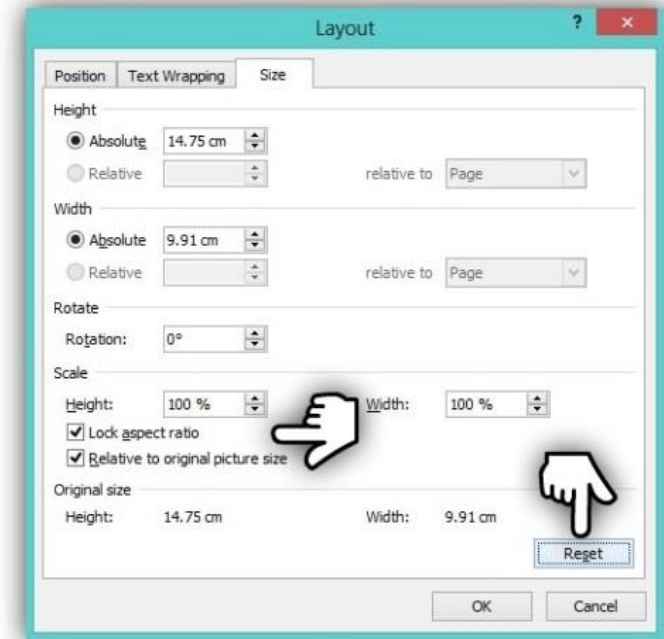 Layout ? ×
Position Text Wrapping Size
Height
Absolute 14.75 cm
Relative relative to Page
Width
Absolute 9.91 cm
Relative relative to Page
Rotate
Rotation: 0°
Scale
Height: 100 % Width: 100 %
Lock aspect ratio
Relative to original picture size
Original size
Height: 14.75 cm Width: 9.91 cm
Reset
OK Cancel